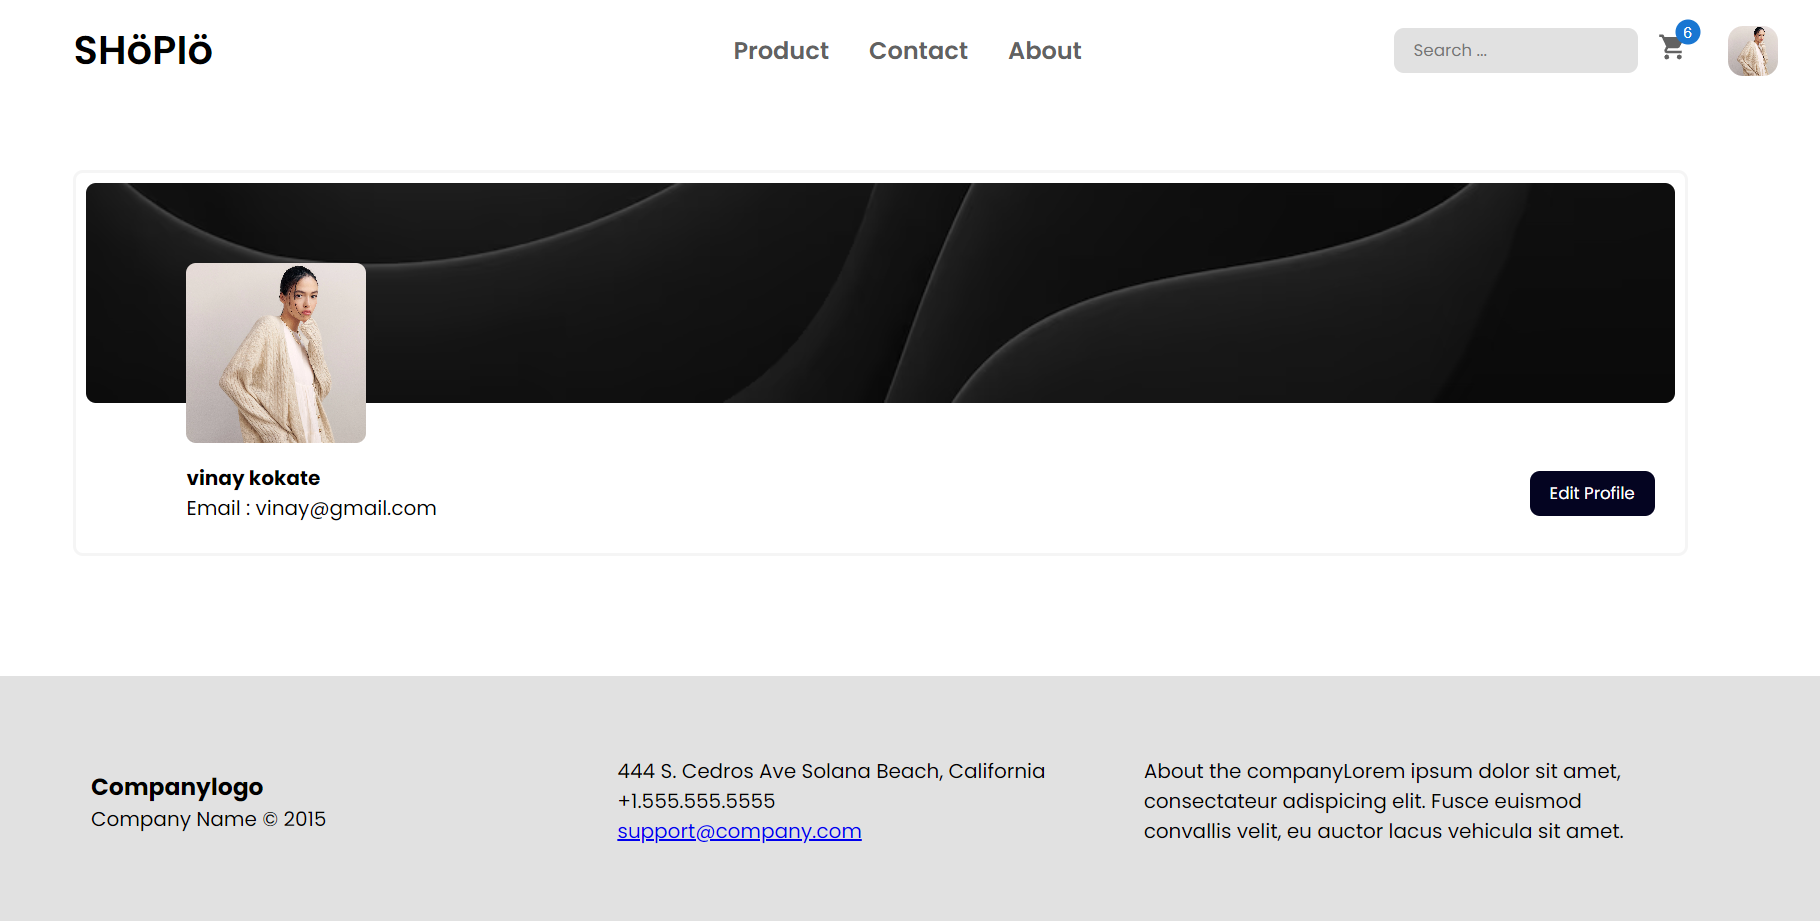 SHöPIö
Product
Contact
About
Search ...
6
vinay kokate
Email : vinay@gmail.com
Edit Profile
Companylogo
Company Name © 2015
444 S. Cedros Ave Solana Beach, California
+1.555.555.5555
support@company.com
About the companyLorem ipsum dolor sit amet,
consectateur adispicing elit. Fusce euismod
convallis velit, eu auctor lacus vehicula sit amet.